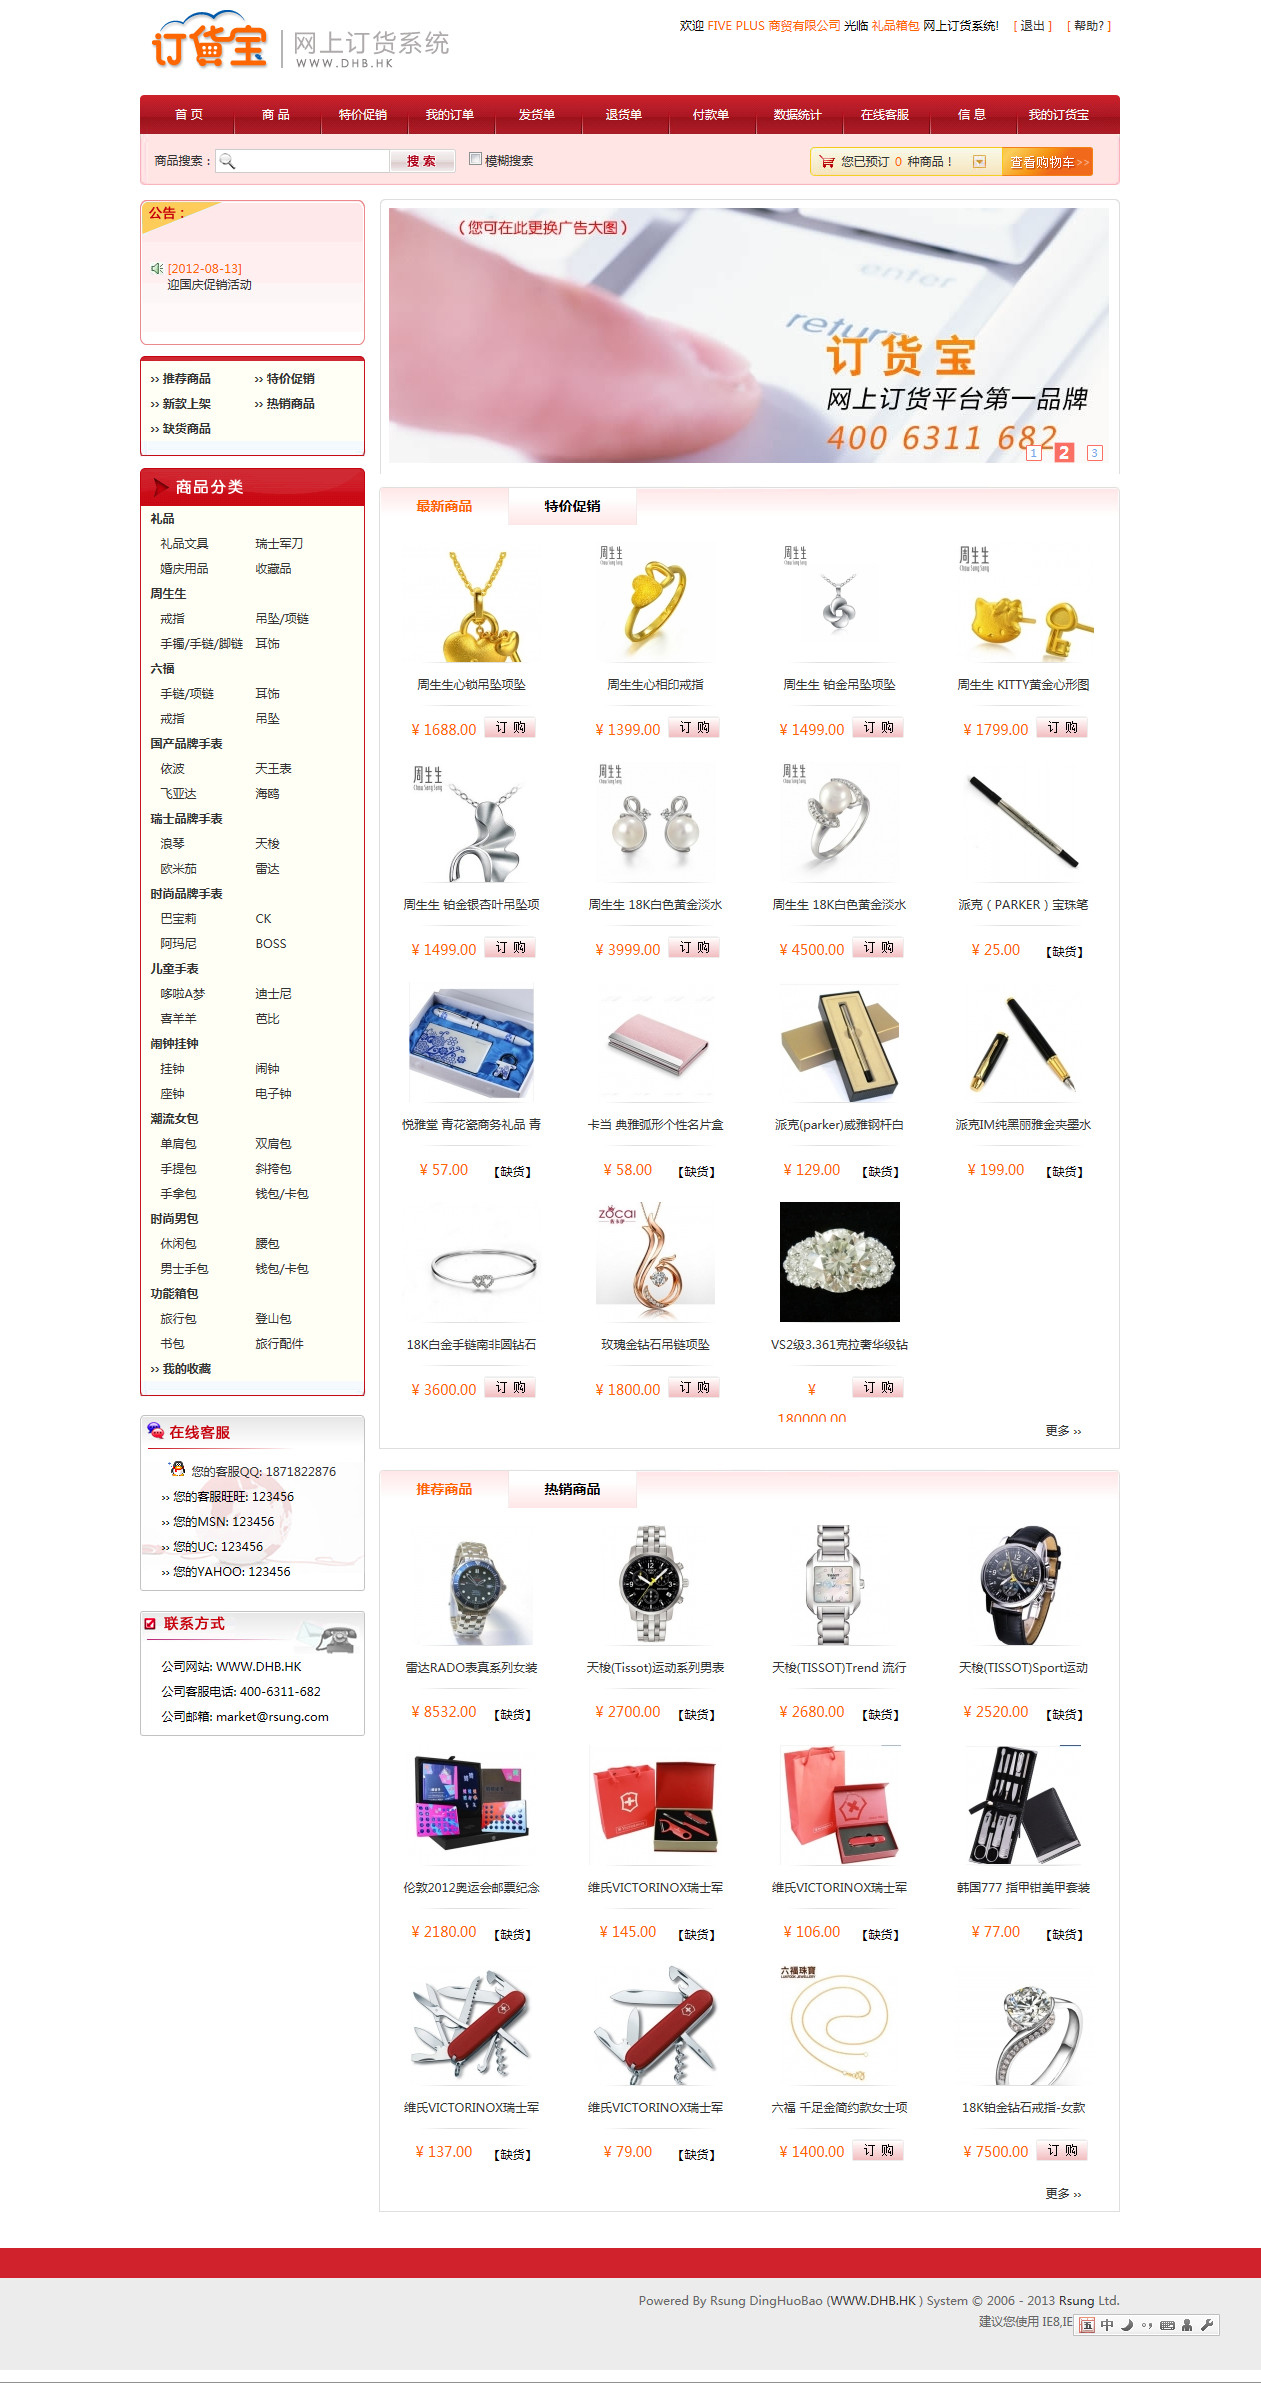 订货宝 网上订货系统
WWW.DHB.HK
欢迎 FIVE PLUS 商贸有限公司 光临 礼品箱包 网上订货系统! [ 退出 ] [ 帮助? ]
首 页 商 品 特价促销 我的订单 发货单 退货单 付款单 数据统计 在线客服 信 息 我的订货宝
商品搜索： 搜 索 模糊搜索 您已预订 0 种商品！ 查看购物车>>
公告：
[2012-08-13]
迎国庆促销活动
›› 推荐商品 ›› 特价促销
›› 新款上架 ›› 热销商品
›› 缺货商品
商品分类
礼品
礼品文具 瑞士军刀
婚庆用品 收藏品
周生生
戒指 吊坠/项链
手镯/手链/脚链 耳饰
六福
手链/项链 耳饰
戒指 吊坠
国产品牌手表
依波 天王表
飞亚达 海鸥
瑞士品牌手表
浪琴 天梭
欧米茄 雷达
时尚品牌手表
巴宝莉 CK
阿玛尼 BOSS
儿童手表
哆啦A梦 迪士尼
喜羊羊 芭比
闹钟挂钟
挂钟 闹钟
座钟 电子钟
潮流女包
单肩包 双肩包
手提包 斜挎包
手拿包 钱包/卡包
时尚男包
休闲包 腰包
男士手包 钱包/卡包
功能箱包
旅行包 登山包
书包 旅行配件
›› 我的收藏
在线客服
您的客服QQ: 1871822876
›› 您的客服旺旺: 123456
›› 您的MSN: 123456
›› 您的UC: 123456
›› 您的YAHOO: 123456
联系方式
公司网站: WWW.DHB.HK
公司客服电话: 400-6311-682
公司邮箱: market@rsung.com
（您可在此更换广告大图）
enter
return
订货宝
网上订货平台第一品牌
400 6311 682
1 2 3
最新商品 特价促销
周生生 周生生 周生生
周生生心锁吊坠项坠 周生生心相印戒指 周生生 铂金吊坠项坠 周生生 KITTY黄金心形图
¥ 1688.00 订 购 ¥ 1399.00 订 购 ¥ 1499.00 订 购 ¥ 1799.00 订 购
周生生 周生生 周生生
周生生 铂金银杏叶吊坠项 周生生 18K白色黄金淡水 周生生 18K白色黄金淡水 派克（PARKER）宝珠笔
¥ 1499.00 订 购 ¥ 3999.00 订 购 ¥ 4500.00 订 购 ¥ 25.00 【缺货】
悦雅堂 青花瓷商务礼品 青 卡当 典雅弧形个性名片盒 派克(parker)威雅钢杆白 派克IM纯黑丽雅金夹墨水
¥ 57.00 【缺货】 ¥ 58.00 【缺货】 ¥ 129.00 【缺货】 ¥ 199.00 【缺货】
ZOCAI
18K白金手链南非圆钻石 玫瑰金钻石吊链项坠 VS2级3.361克拉奢华级钻
¥ 3600.00 订 购 ¥ 1800.00 订 购 ¥ 订 购
180000.00
更多 ››
推荐商品 热销商品
雷达RADO表真系列女装 天梭(Tissot)运动系列男表 天梭(TISSOT)Trend 流行 天梭(TISSOT)Sport运动
¥ 8532.00 【缺货】 ¥ 2700.00 【缺货】 ¥ 2680.00 【缺货】 ¥ 2520.00 【缺货】
伦敦2012奥运会邮票纪念 维氏VICTORINOX瑞士军 维氏VICTORINOX瑞士军 韩国777 指甲钳美甲套装
¥ 2180.00 【缺货】 ¥ 145.00 【缺货】 ¥ 106.00 【缺货】 ¥ 77.00 【缺货】
六福珠寶
维氏VICTORINOX瑞士军 维氏VICTORINOX瑞士军 六福 千足金简约款女士项 18K铂金钻石戒指-女款
¥ 137.00 【缺货】 ¥ 79.00 【缺货】 ¥ 1400.00 订 购 ¥ 7500.00 订 购
更多 ››
Powered By Rsung DingHuoBao (WWW.DHB.HK ) System © 2006 - 2013 Rsung Ltd.
建议您使用 IE8,IE
五 中